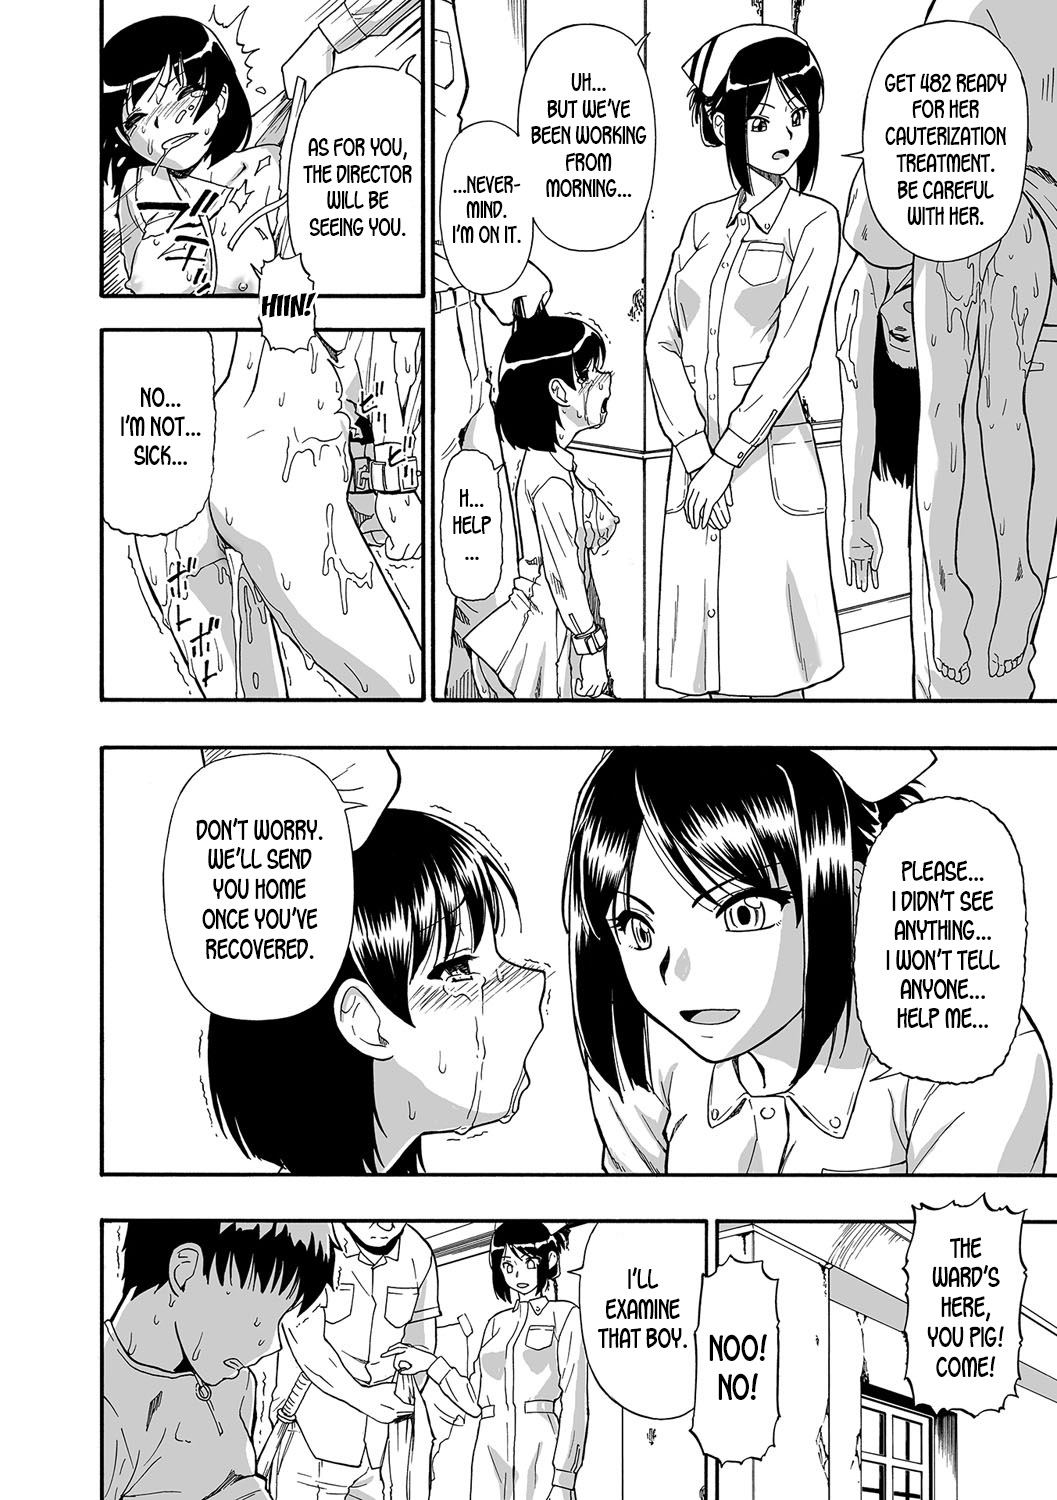 GET 482 READY
FOR HER
CAUTERIZATION
TREATMENT.
BE CAREFUL
WITH HER.
UH...
BUT WE'VE
BEEN WORKING
FROM
MORNING...
...NEVER-
MIND.
I'M ON IT.
H...
HELP
...
AS FOR YOU,
THE DIRECTOR
WILL BE
SEEING YOU.
HIIN!
NO...
I'M NOT...
SICK...
PLEASE...
I DIDN'T SEE
ANYTHING...
I WON'T TELL
ANYONE...
HELP ME...
DON'T WORRY.
WE'LL SEND
YOU HOME
ONCE YOU'VE
RECOVERED.
THE
WARD'S
HERE,
YOU PIG!
COME!
NOO!
NO!
I'LL
EXAMINE
THAT BOY.